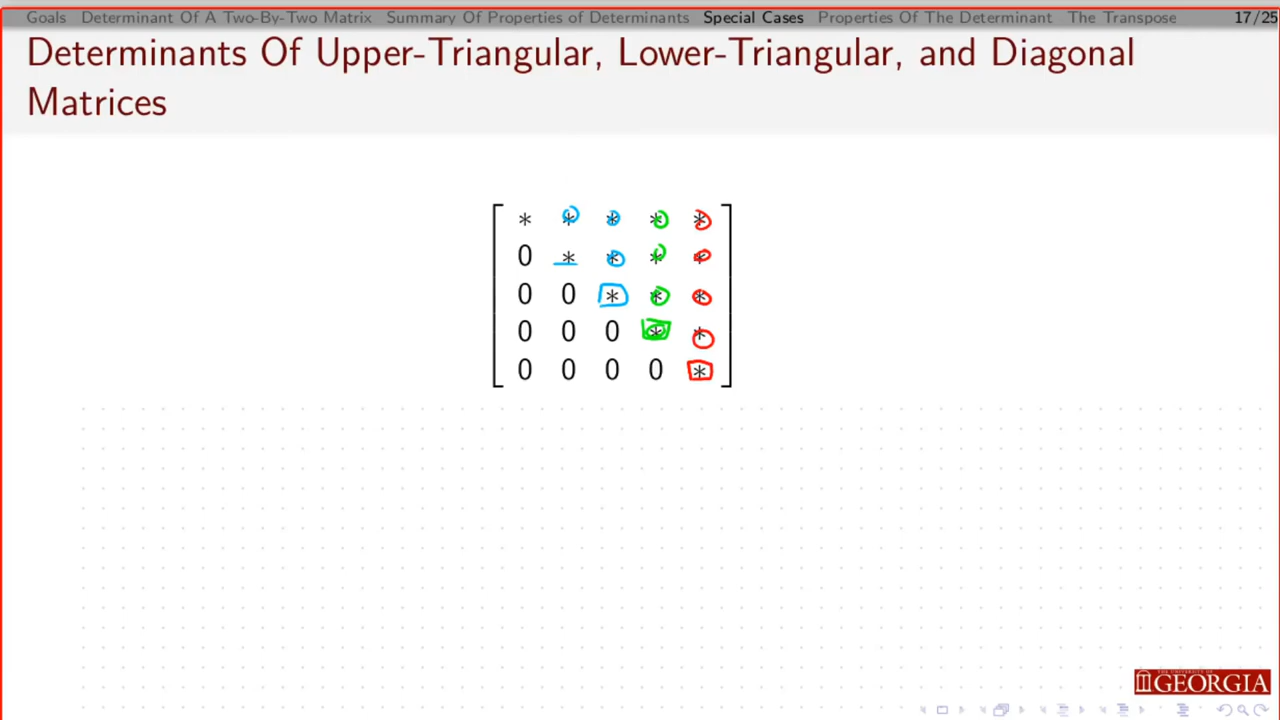 Goals Determinant Of A Two-By-Two Matrix Summary Of Properties of Determinants Special Cases Properties Of The Determinant The Transpose 17/25
Determinants Of Upper-Triangular, Lower-Triangular, and Diagonal
Matrices
* * * * *
0 * * * *
0 0 * * *
0 0 0 * *
0 0 0 0 *
GEORGIA